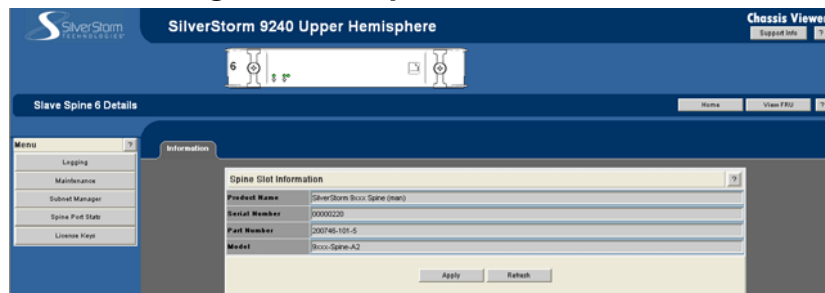 SilverStorm
TECHNOLOGIES
SilverStorm 9240 Upper Hemisphere
Chassis Viewer
Support Info
?
6
Slave Spine 6 Details
Home
View FRU
?
Menu
?
Information
Logging
Maintenance
Subnet Manager
Spine Port Stats
License Keys
Spine Slot Information
?
Product Name
SilverStorm 9xxx Spine (man)
Serial Number
00000220
Part Number
200746-101-5
Model
9xxx-Spine-A2
Apply
Refresh